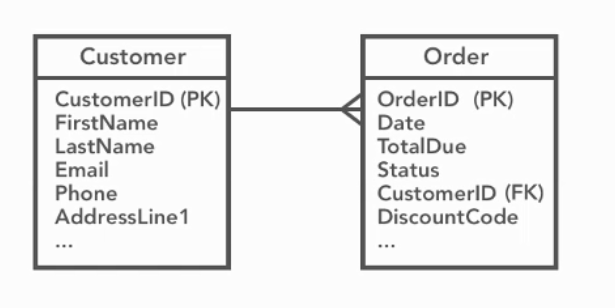 Customer
CustomerID (PK)
FirstName
LastName
Email
Phone
AddressLine1
...
Order
OrderID (PK)
Date
TotalDue
Status
CustomerID (FK)
DiscountCode
...